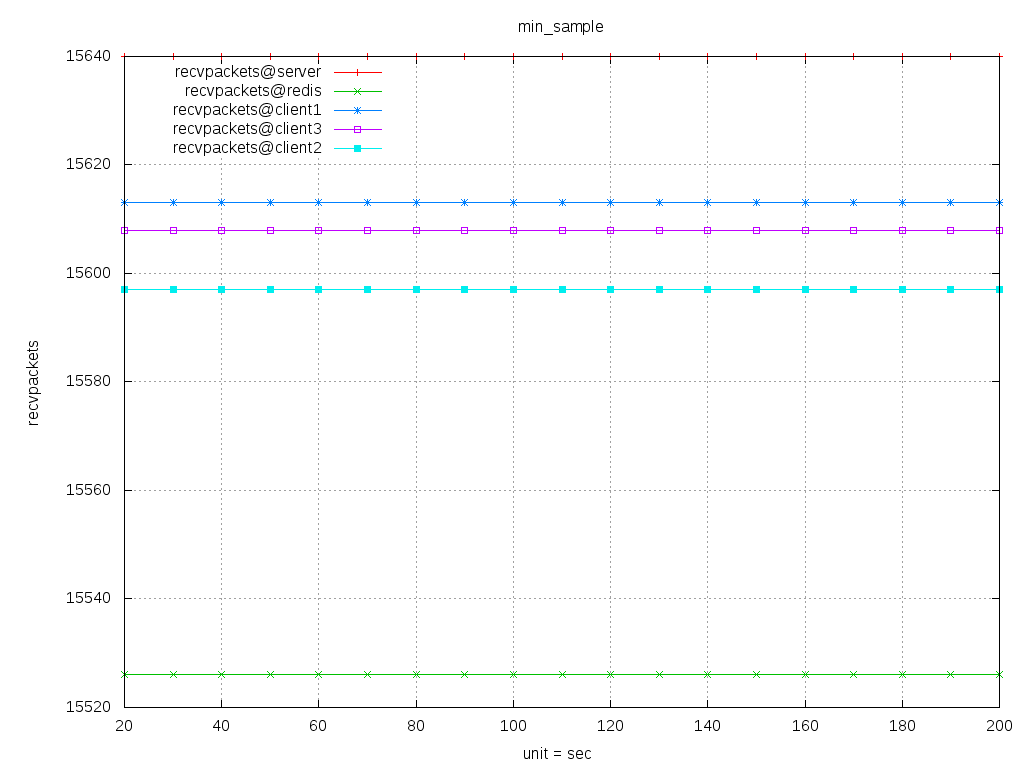 min_sample
15640
recvpackets@server
recvpackets@redis
recvpackets@client1
recvpackets@client3
recvpackets@client2
15620
15600
15580
15560
15540
15520
recvpackets
20 40 60 80 100 120 140 160 180 200
unit = sec